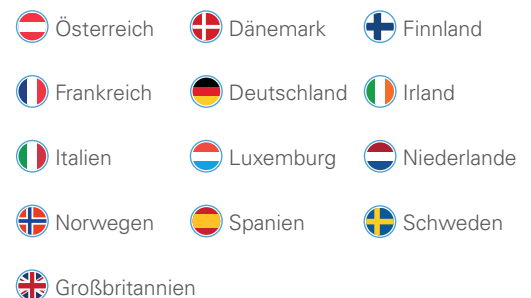 Österreich Dänemark Finnland
Frankreich Deutschland Irland
Italien Luxemburg Niederlande
Norwegen Spanien Schweden
Großbritannien